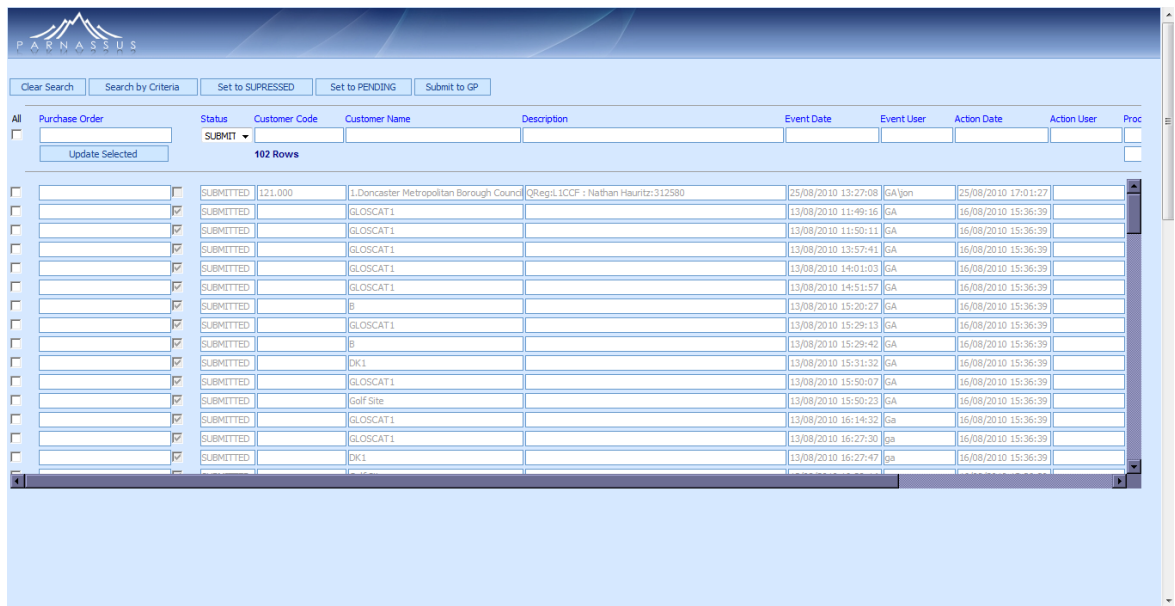 PARNASSUS
Clear Search Search by Criteria Set to SUPRESSED Set to PENDING Submit to GP
All Purchase Order Status Customer Code Customer Name Description Event Date Event User Action Date Action User Prod
SUBMIT
Update Selected 102 Rows
SUBMITTED 121.000 1.Doncaster Metropolitan Borough Council QReg:L1CCF : Nathan Hauritz:312580 25/08/2010 13:27:08 GA\jon 25/08/2010 17:01:27
SUBMITTED GLOSCAT1 13/08/2010 11:49:16 GA 16/08/2010 15:36:39
SUBMITTED GLOSCAT1 13/08/2010 11:50:11 GA 16/08/2010 15:36:39
SUBMITTED GLOSCAT1 13/08/2010 13:57:41 GA 16/08/2010 15:36:39
SUBMITTED GLOSCAT1 13/08/2010 14:01:03 GA 16/08/2010 15:36:39
SUBMITTED GLOSCAT1 13/08/2010 14:51:57 GA 16/08/2010 15:36:39
SUBMITTED B 13/08/2010 15:20:27 GA 16/08/2010 15:36:39
SUBMITTED GLOSCAT1 13/08/2010 15:29:13 GA 16/08/2010 15:36:39
SUBMITTED B 13/08/2010 15:29:42 GA 16/08/2010 15:36:39
SUBMITTED DK1 13/08/2010 15:31:32 GA 16/08/2010 15:36:39
SUBMITTED GLOSCAT1 13/08/2010 15:50:07 GA 16/08/2010 15:36:39
SUBMITTED Golf Site 13/08/2010 15:50:23 GA 16/08/2010 15:36:39
SUBMITTED GLOSCAT1 13/08/2010 16:14:32 Ga 16/08/2010 15:36:39
SUBMITTED GLOSCAT1 13/08/2010 16:27:30 ga 16/08/2010 15:36:39
SUBMITTED DK1 13/08/2010 16:27:47 ga 16/08/2010 15:36:39